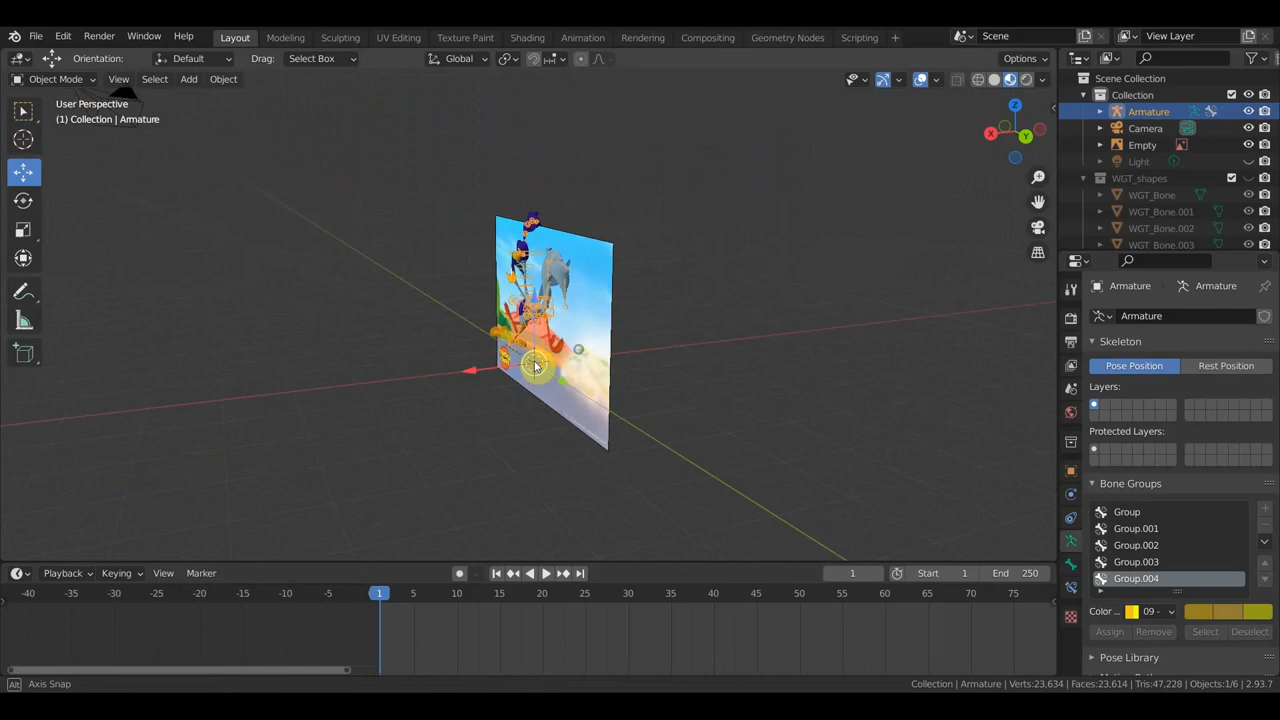 File Edit Render Window Help Layout Modeling Sculpting UV Editing Texture Paint Shading Animation Rendering Compositing Geometry Nodes Scripting + Scene View Layer
Orientation: Default Drag: Select Box Global Options
Object Mode View Select Add Object
User Perspective
(1) Collection | Armature
Z
X
Y
Scene Collection
Collection
Armature
Camera
Empty
Light
WGT_shapes
WGT_Bone
WGT_Bone.001
WGT_Bone.002
WGT_Bone.003
Armature Armature
Armature
Skeleton
Pose Position Rest Position
Layers:
Protected Layers:
Bone Groups
Group
Group.001
Group.002
Group.003
Group.004
Color ... 09 -
Assign Remove Select Deselect
Pose Library
Playback Keying View Marker 1 Start 1 End 250
-40 -35 -30 -25 -20 -15 -10 -5 1 5 10 15 20 25 30 35 40 45 50 55 60 65 70 75
Alt Axis Snap Collection | Armature | Verts:23,634 | Faces:23,614 | Tris:47,228 | Objects:1/6 | 2.93.7